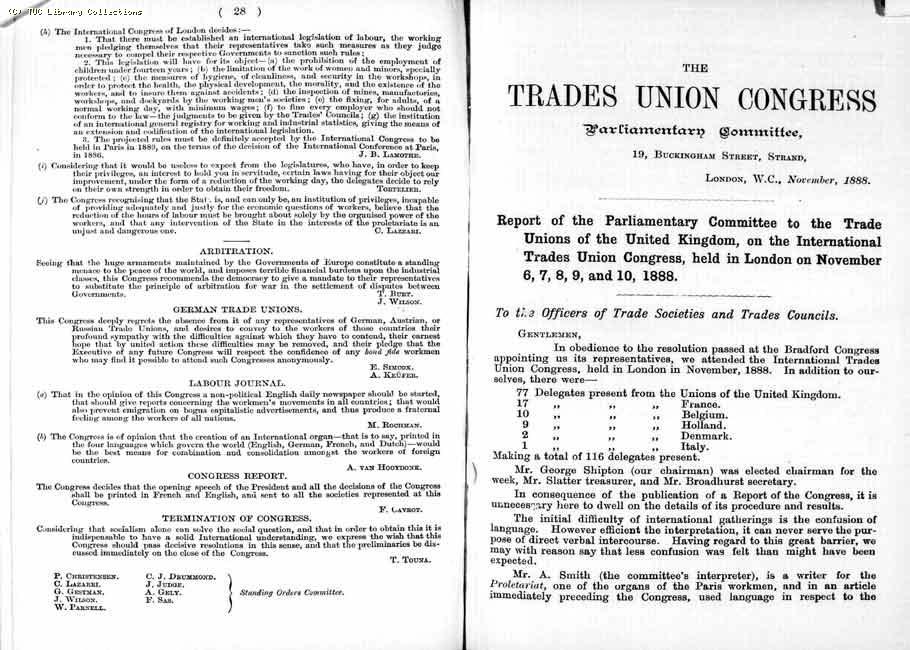 (C) TUC Library Collections
( 28 )
(h) The International Congress of London decides:—
1. That there must be established an international legislation of labour, the working
men pledging themselves that their representatives take such measures as they judge
necessary to compel their respective Governments to sanction such rules;
2. This legislation will have for its object—(a) the prohibition of the employment of
children under fourteen years; (b) the limitation of the work of women and minors, specially
protected; (c) the measures of hygiene, of cleanliness, and security in the workshops, in
order to protect the health, the physical development, the morality, and the existence of the
workers, and to insure them against accidents; (d) the inspection of mines, manufactories,
workshops, and dockyards by the working men's societies; (e) the fixing, for adults, of a
normal working day, with minimum wages; (f) to fine every employer who should not
conform to the law—the judgments to be given by the Trades' Councils; (g) the institution
of an international general registry for working and industrial statistics, giving the means of
an extension and codification of the international legislation.
3. The projected rules must be definitely accepted by the International Congress to be
held in Paris in 1889, on the terms of the decision of the International Conference at Paris,
in 1886. J. B. Lamothe.
(i) Considering that it would be useless to expect from the legislatures, who have, in order to keep
their privileges, an interest to hold you in servitude, certain laws having for their object our
improvement, under the form of a reduction of the working day, the delegates decide to rely
on their own strength in order to obtain their freedom. Tortelier.
(j) The Congress recognising that the State is, and can only be, an institution of privileges, incapable
of providing adequately and justly for the economic questions of workers, believe that the
reduction of the hours of labour must be brought about solely by the organised power of the
workers, and that any intervention of the State in the interests of the proletariate is an
unjust and dangerous one. C. Lazzari.
ARBITRATION.
Seeing that the huge armaments maintained by the Governments of Europe constitute a standing
menace to the peace of the world, and imposes terrible financial burdens upon the industrial
classes, this Congress recommends the democracy to give a mandate to their representatives
to substitute the principle of arbitration for war in the settlement of disputes between
Governments. T. Burt.
J. Wilson.
GERMAN TRADE UNIONS.
This Congress deeply regrets the absence from it of any representatives of German, Austrian, or
Russian Trade Unions, and desires to convey to the workers of those countries their
profound sympathy with the difficulties against which they have to contend, their earnest
hope that by united action these difficulties may be removed, and their pledge that the
Executive of any future Congress will respect the confidence of any bonâ fide workmen
who may find it possible to attend such Congresses anonymously.
E. Simcox.
A. Keüfer.
LABOUR JOURNAL.
(a) That in the opinion of this Congress a non-political English daily newspaper should be started,
that should give reports concerning the workmen's movements in all countries; that would
also prevent emigration on bogus capitalistic advertisements, and thus produce a fraternal
feeling among the workers of all nations.
M. Rochman.
(b) The Congress is of opinion that the creation of an International organ—that is to say, printed in
the four languages which govern the world (English, German, French, and Dutch)—would
be the best means for combination and consolidation amongst the workers of foreign
countries.
A. van Hooydonk.
CONGRESS REPORT.
The Congress decides that the opening speech of the President and all the decisions of the Congress
shall be printed in French and English, and sent to all the societies represented at this
Congress.
F. Cavrot.
TERMINATION OF CONGRESS.
Considering that socialism alone can solve the social question, and that in order to obtain this it is
indispensable to have a solid International understanding, we express the wish that this
Congress should pass decisive resolutions in this sense, and that the preliminaries be dis-
cussed immediately on the close of the Congress.
T. Touna.
P. Christensen. C. J. Drummond.
C. Lazarri. J. Judge.
G. Gestman. A. Gely.
J. Wilson. F. Sas.
W. Parnell.
Standing Orders Committee.
THE
TRADES UNION CONGRESS
Parliamentary Committee,
19, Buckingham Street, Strand,
London, W.C., November, 1888.
Report of the Parliamentary Committee to the Trade
Unions of the United Kingdom, on the International
Trades Union Congress, held in London on November
6, 7, 8, 9, and 10, 1888.
To the Officers of Trade Societies and Trades Councils.
Gentlemen,
In obedience to the resolution passed at the Bradford Congress
appointing us its representatives, we attended the International Trades
Union Congress, held in London in November, 1888. In addition to our-
selves, there were—
77 Delegates present from the Unions of the United Kingdom.
17 ,, ,, ,, France.
10 ,, ,, ,, Belgium.
9 ,, ,, ,, Holland.
2 ,, ,, ,, Denmark.
1 ,, ,, ,, Italy.
Making a total of 116 delegates present.
Mr. George Shipton (our chairman) was elected chairman for the
week, Mr. Slatter treasurer, and Mr. Broadhurst secretary.
In consequence of the publication of a Report of the Congress, it is
unnecessary here to dwell on the details of its procedure and results.
The initial difficulty of international gatherings is the confusion of
language. However efficient the interpretation, it can never serve the pur-
pose of direct verbal intercourse. Having regard to this great barrier, we
may with reason say that less confusion was felt than might have been
expected.
Mr. A. Smith (the committee's interpreter), is a writer for the
Proletariat, one of the organs of the Paris workmen, and in an article
immediately preceding the Congress, used language in respect to the